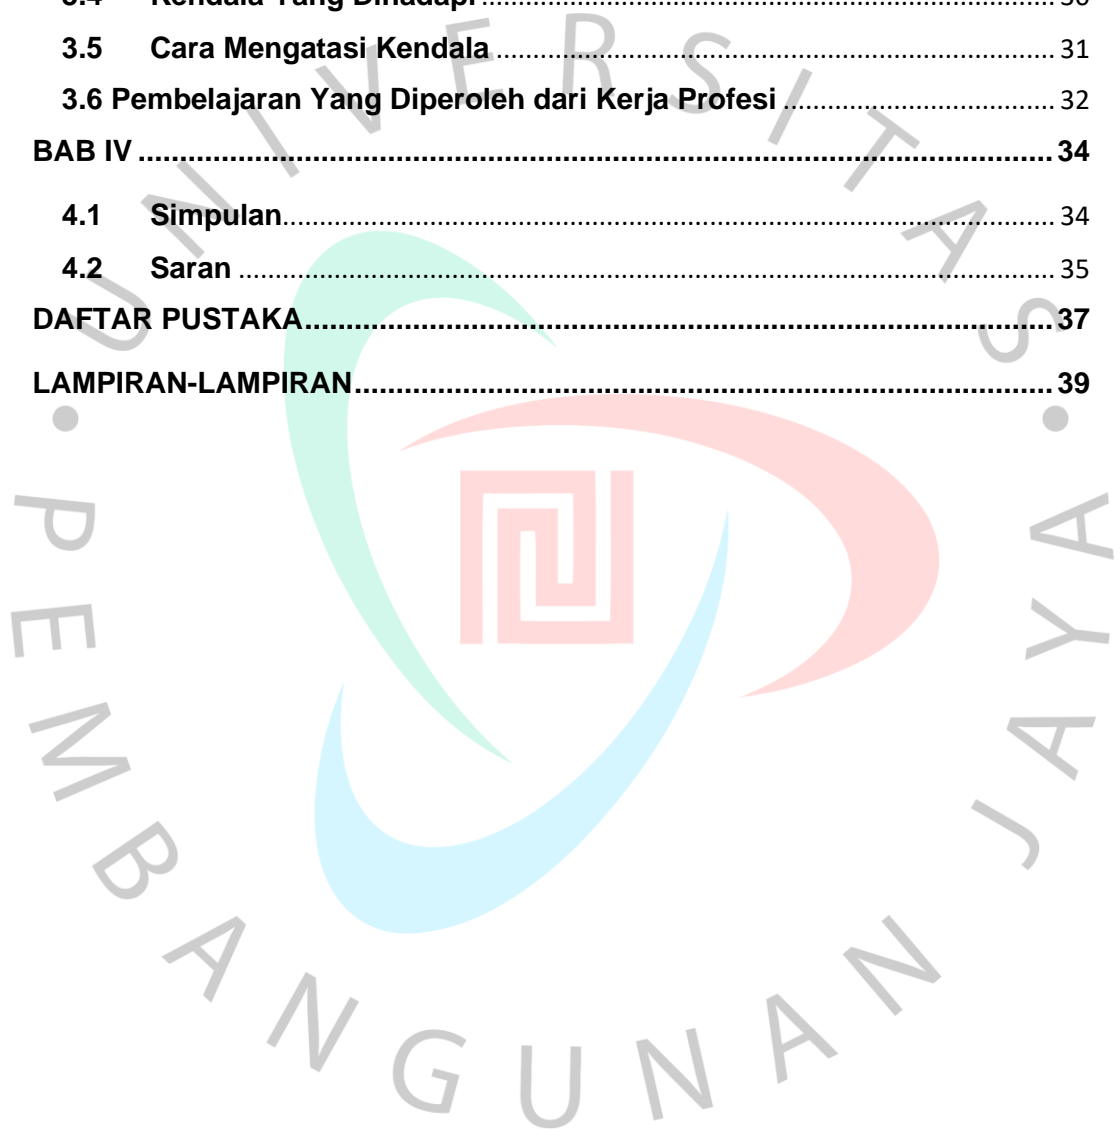 3.5 Cara Mengatasi Kendala ........ 31
3.6 Pembelajaran Yang Diperoleh dari Kerja Profesi ........ 32
BAB IV ........ 34
4.1 Simpulan ........ 34
4.2 Saran ........ 35
DAFTAR PUSTAKA ........ 37
LAMPIRAN-LAMPIRAN ........ 39
UNIVERSITAS
PEMBANGUNAN JAYA